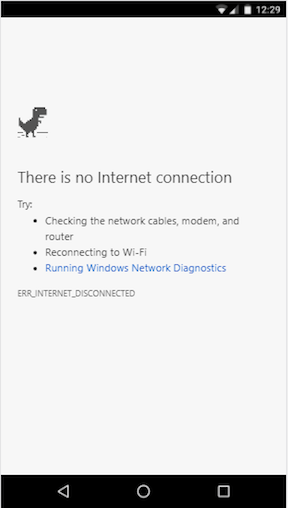 12:29
There is no Internet connection
Try:
• Checking the network cables, modem, and
router
• Reconnecting to Wi-Fi
• Running Windows Network Diagnostics
ERR_INTERNET_DISCONNECTED